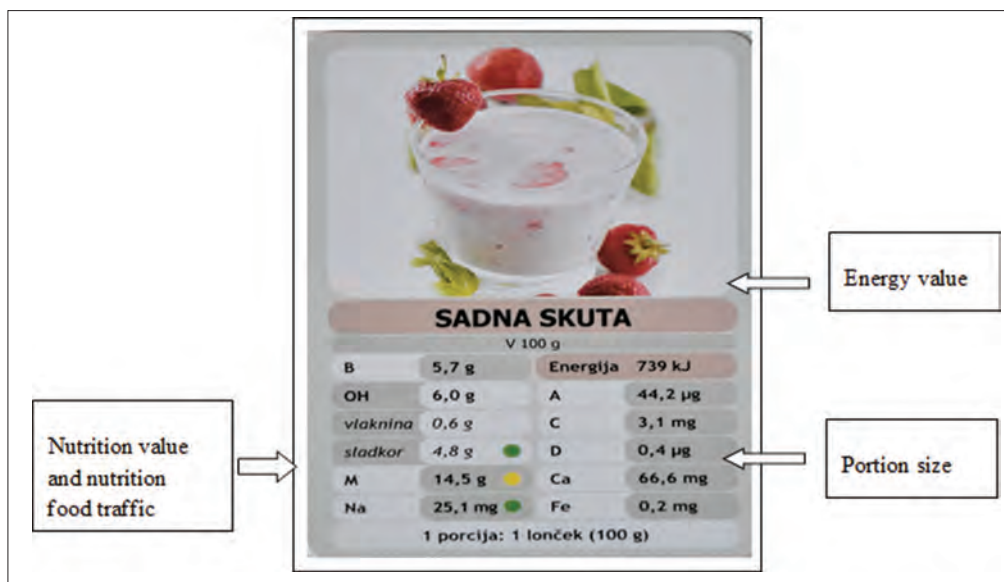 SADNA SKUTA
V 100 g
B 5,7 g Energija 739 kJ
OH 6,0 g A 44,2 µg
vlaknina 0,6 g C 3,1 mg
sladkor 4,8 g D 0,4 µg
M 14,5 g Ca 66,6 mg
Na 25,1 mg Fe 0,2 mg
1 porcija: 1 lonček (100 g)
Energy value
Nutrition value
and nutrition
food traffic
Portion size